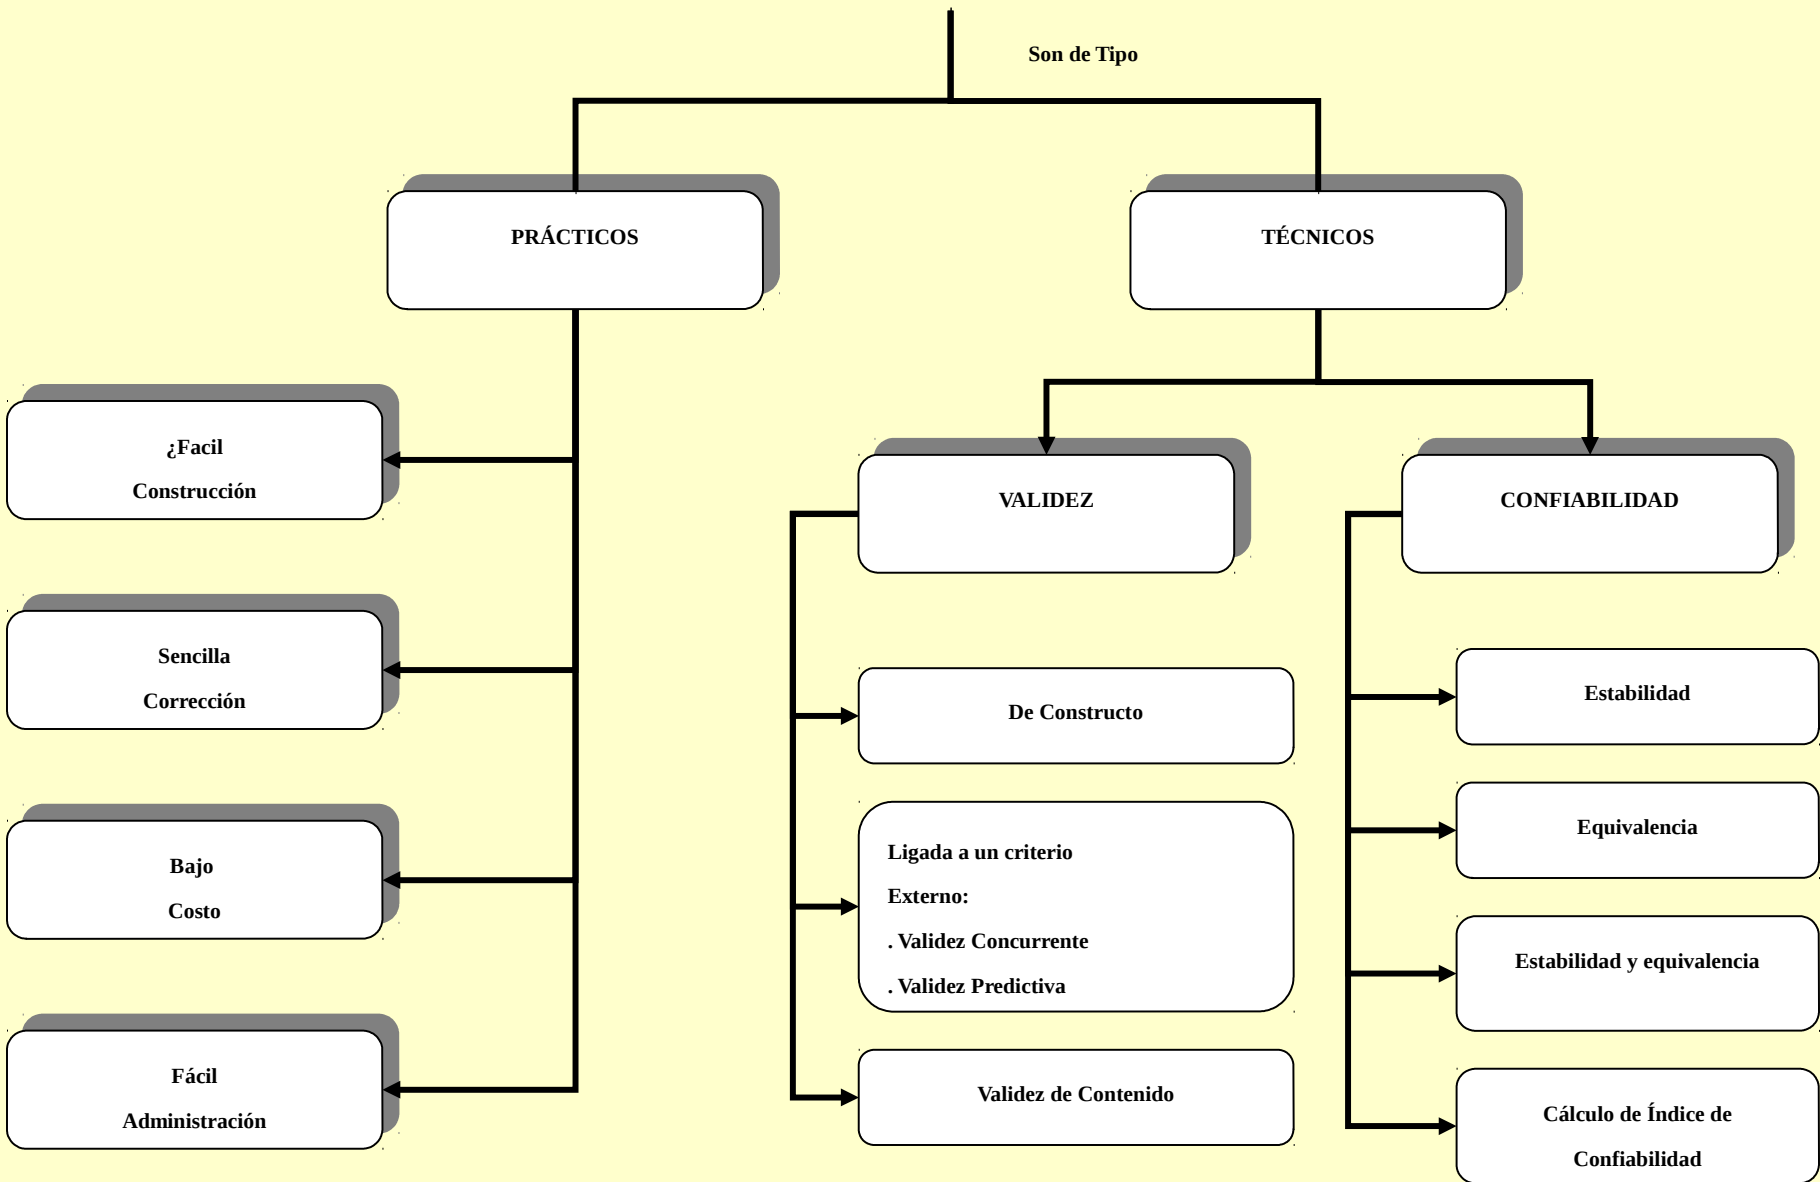 Son de Tipo
PRÁCTICOS
TÉCNICOS
¿Facil
Construcción
Sencilla
Corrección
Bajo
Costo
Fácil
Administración
VALIDEZ
De Constructo
Ligada a un criterio
Externo:
. Validez Concurrente
. Validez Predictiva
Validez de Contenido
CONFIABILIDAD
Estabilidad
Equivalencia
Estabilidad y equivalencia
Cálculo de Índice de
Confiabilidad